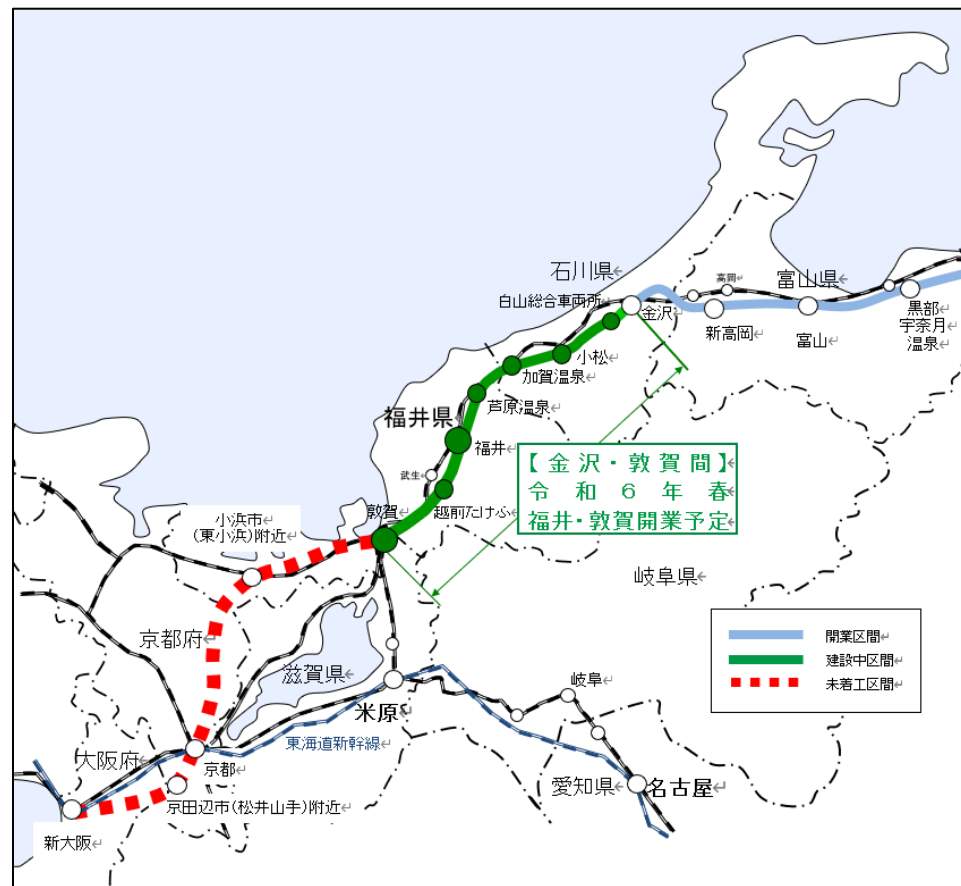 石川県
白山総合車両所
金沢
高岡
富山県
新高岡
富山
黒部
宇奈月
温泉
小松
加賀温泉
芦原温泉
福井県
福井
武生
越前たけふ
敦賀
【金沢・敦賀間】
令和6年春
福井・敦賀開業予定
小浜市
(東小浜)附近
岐阜県
京都府
滋賀県
開業区間
建設中区間
未着工区間
米原
岐阜
東海道新幹線
大阪府
京都
愛知県
名古屋
京田辺市(松井山手)附近
新大阪